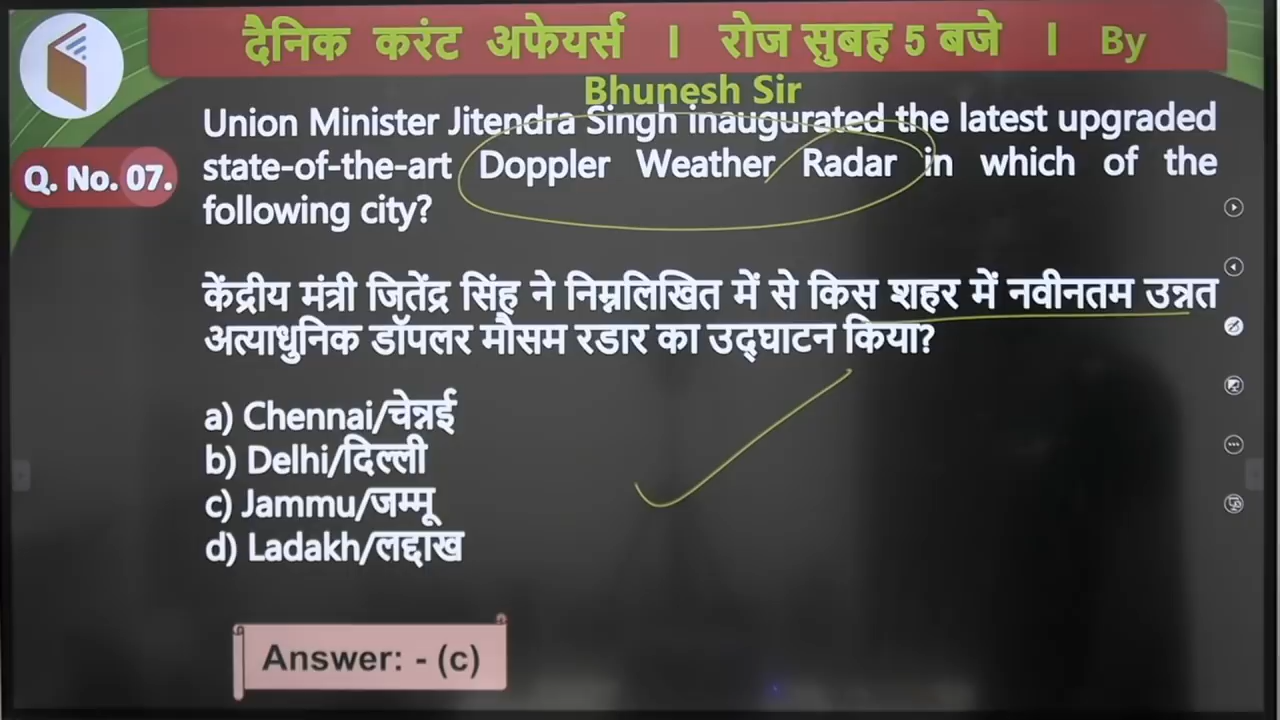 दैनिक करंट अफेयर्स । रोज सुबह 5 बजे । By
Bhunesh Sir
Q. No. 07.
Union Minister Jitendra Singh inaugurated the latest upgraded
state-of-the-art Doppler Weather Radar in which of the
following city?
केंद्रीय मंत्री जितेंद्र सिंह ने निम्नलिखित में से किस शहर में नवीनतम उन्नत
अत्याधुनिक डॉपलर मौसम रडार का उद्घाटन किया?
a) Chennai/चेन्नई
b) Delhi/दिल्ली
c) Jammu/जम्मू
d) Ladakh/लद्दाख
Answer: - (c)